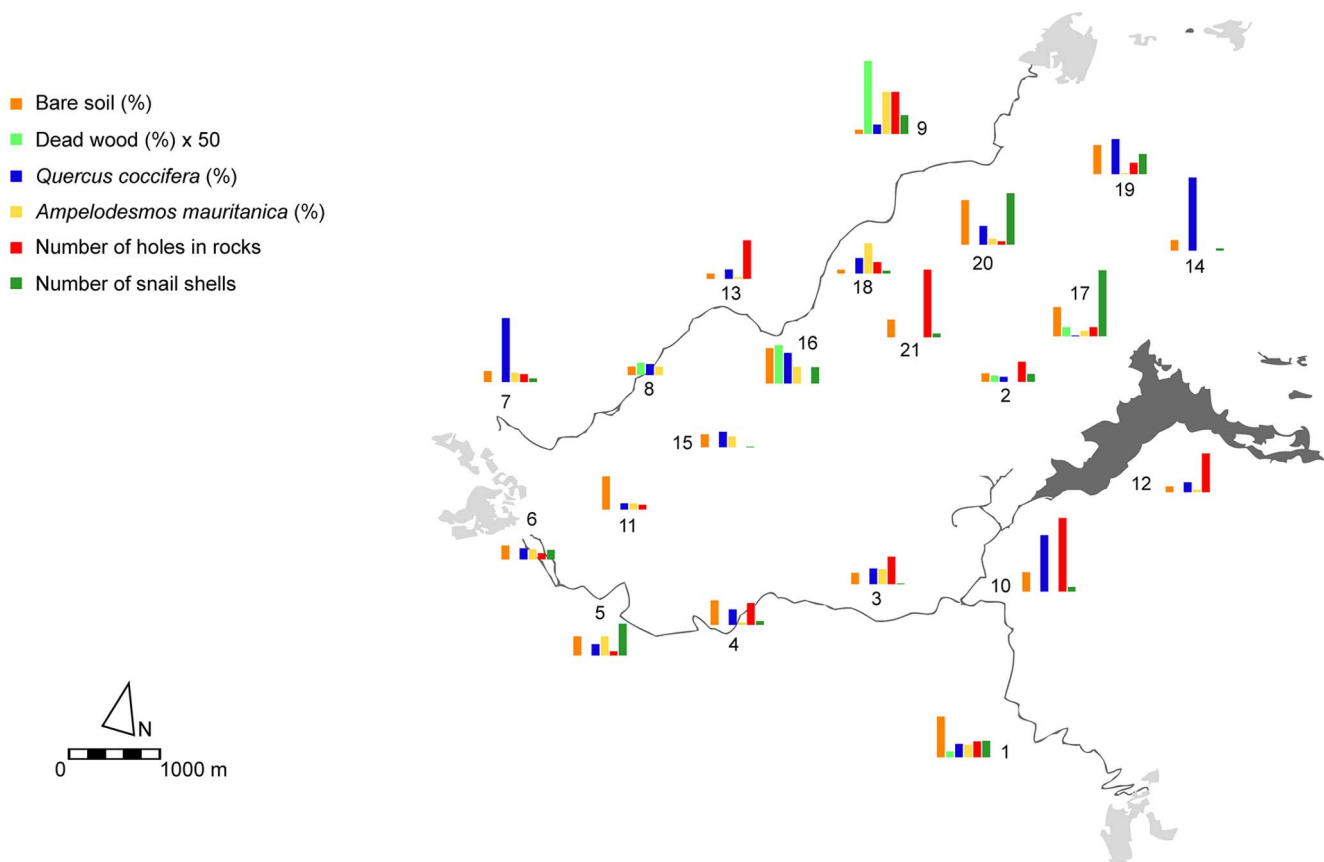 Bare soil (%)
Dead wood (%) x 50
Quercus coccifera (%)
Ampelodesmos mauritanica (%)
Number of holes in rocks
Number of snail shells
9
19
14
20
13
18
17
21
16
2
7
8
15
12
11
6
10
3
5
4
1
N
0 1000 m